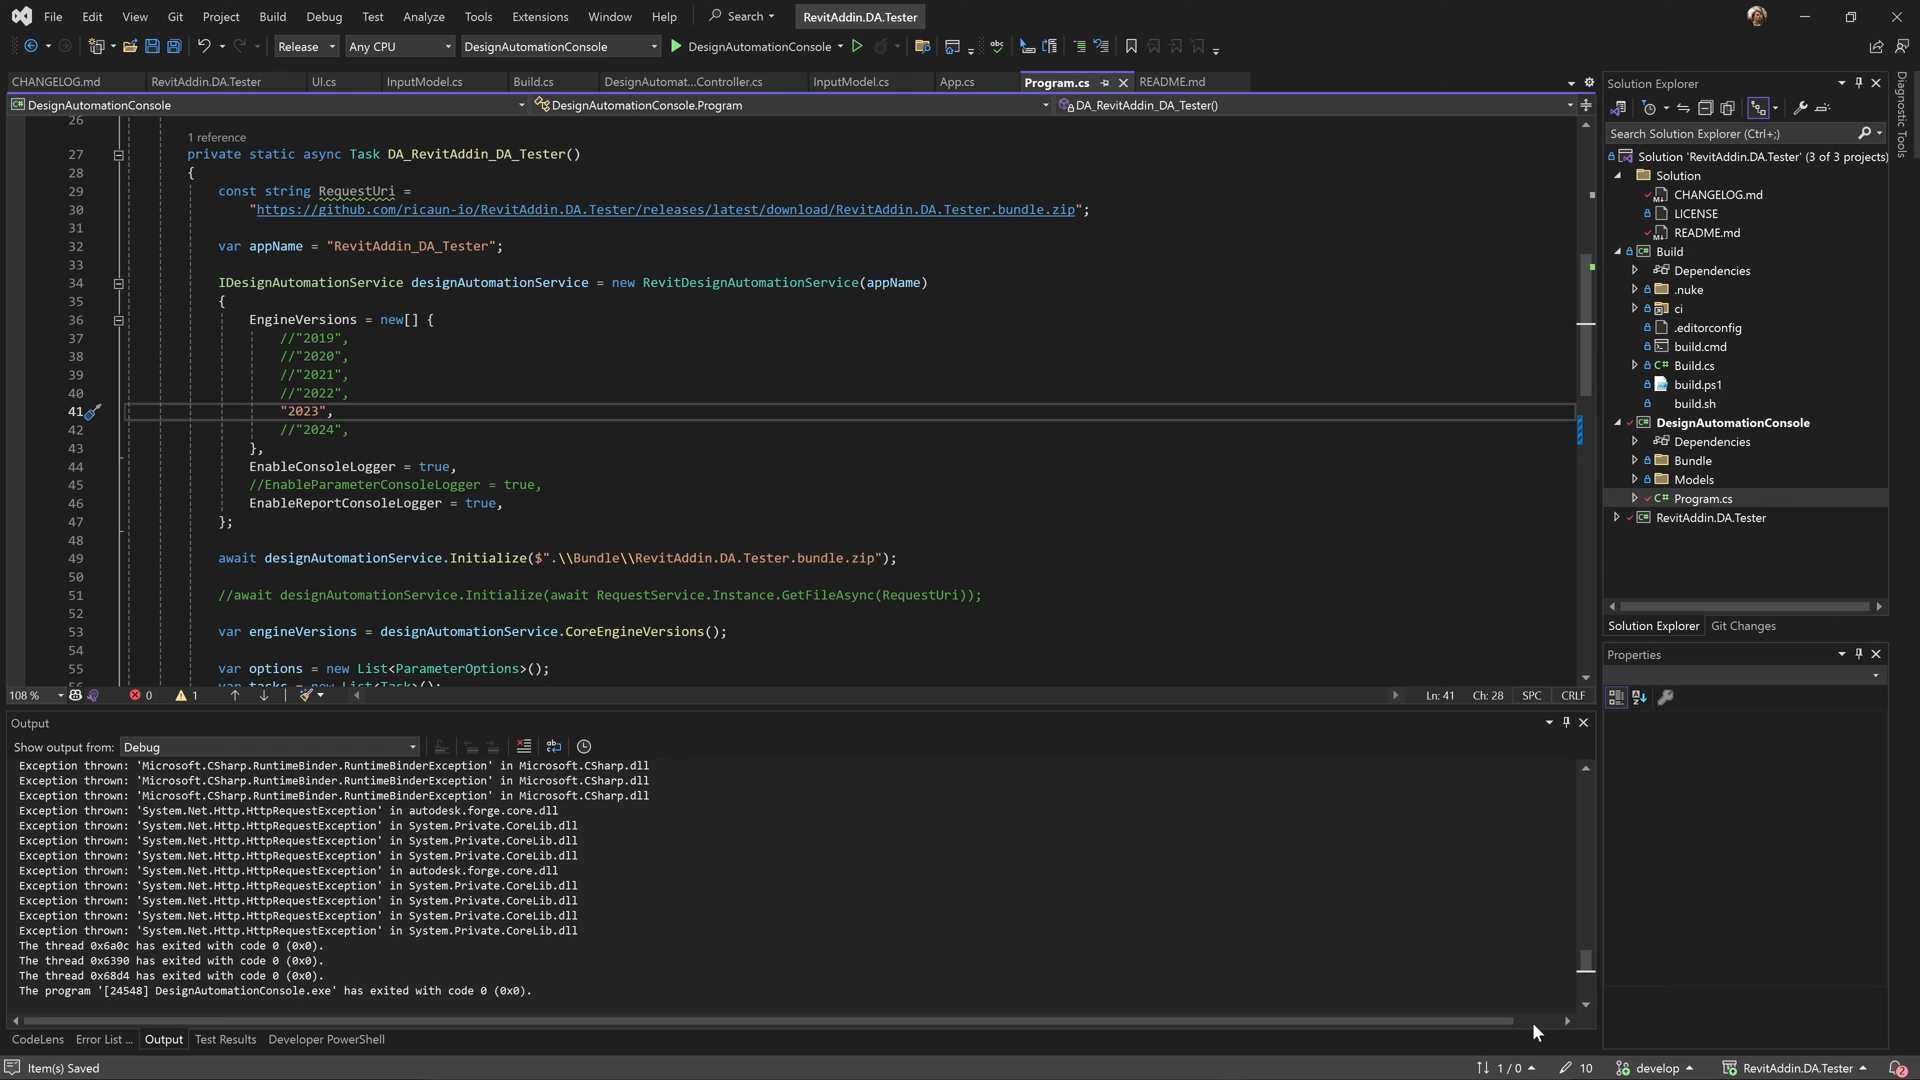 File Edit View Git Project Build Debug Test Analyze Tools Extensions Window Help Search RevitAddin.DA.Tester
Release Any CPU DesignAutomationConsole DesignAutomationConsole
CHANGELOG.md RevitAddin.DA.Tester UI.cs InputModel.cs Build.cs DesignAutomat...Controller.cs InputModel.cs App.cs Program.cs README.md
DesignAutomationConsole DesignAutomationConsole.Program DA_RevitAddin_DA_Tester()
26
1 reference
27 private static async Task DA_RevitAddin_DA_Tester()
28 {
29 const string RequestUri =
30 "https://github.com/ricaun-io/RevitAddin.DA.Tester/releases/latest/download/RevitAddin.DA.Tester.bundle.zip";
31
32 var appName = "RevitAddin_DA_Tester";
33
34 IDesignAutomationService designAutomationService = new RevitDesignAutomationService(appName)
35 {
36 EngineVersions = new[] {
37 //"2019",
38 //"2020",
39 //"2021",
40 //"2022",
41 "2023",
42 //"2024",
43 },
44 EnableConsoleLogger = true,
45 //EnableParameterConsoleLogger = true,
46 EnableReportConsoleLogger = true,
47 };
48
49 await designAutomationService.Initialize($".\\Bundle\\RevitAddin.DA.Tester.bundle.zip");
50
51 //await designAutomationService.Initialize(await RequestService.Instance.GetFileAsync(RequestUri));
52
53 var engineVersions = designAutomationService.CoreEngineVersions();
54
55 var options = new List<ParameterOptions>();
var tasks = new List<Task>();
108 % 0 1 Ln: 41 Ch: 28 SPC CRLF
Output
Show output from: Debug
Exception thrown: 'Microsoft.CSharp.RuntimeBinder.RuntimeBinderException' in Microsoft.CSharp.dll
Exception thrown: 'Microsoft.CSharp.RuntimeBinder.RuntimeBinderException' in Microsoft.CSharp.dll
Exception thrown: 'Microsoft.CSharp.RuntimeBinder.RuntimeBinderException' in Microsoft.CSharp.dll
Exception thrown: 'System.Net.Http.HttpRequestException' in autodesk.forge.core.dll
Exception thrown: 'System.Net.Http.HttpRequestException' in System.Private.CoreLib.dll
Exception thrown: 'System.Net.Http.HttpRequestException' in System.Private.CoreLib.dll
Exception thrown: 'System.Net.Http.HttpRequestException' in System.Private.CoreLib.dll
Exception thrown: 'System.Net.Http.HttpRequestException' in autodesk.forge.core.dll
Exception thrown: 'System.Net.Http.HttpRequestException' in System.Private.CoreLib.dll
Exception thrown: 'System.Net.Http.HttpRequestException' in System.Private.CoreLib.dll
Exception thrown: 'System.Net.Http.HttpRequestException' in System.Private.CoreLib.dll
Exception thrown: 'System.Net.Http.HttpRequestException' in System.Private.CoreLib.dll
The thread 0x6a0c has exited with code 0 (0x0).
The thread 0x6390 has exited with code 0 (0x0).
The thread 0x68d4 has exited with code 0 (0x0).
The program '[24548] DesignAutomationConsole.exe' has exited with code 0 (0x0).
CodeLens Error List ... Output Test Results Developer PowerShell
Solution Explorer
Search Solution Explorer (Ctrl+;)
Solution 'RevitAddin.DA.Tester' (3 of 3 projects)
Solution
CHANGELOG.md
LICENSE
README.md
Build
Dependencies
.nuke
ci
.editorconfig
build.cmd
Build.cs
build.ps1
build.sh
DesignAutomationConsole
Dependencies
Bundle
Models
Program.cs
RevitAddin.DA.Tester
Solution Explorer Git Changes
Properties
Diagnostic Tools
Item(s) Saved 1 / 0 10 develop RevitAddin.DA.Tester 2